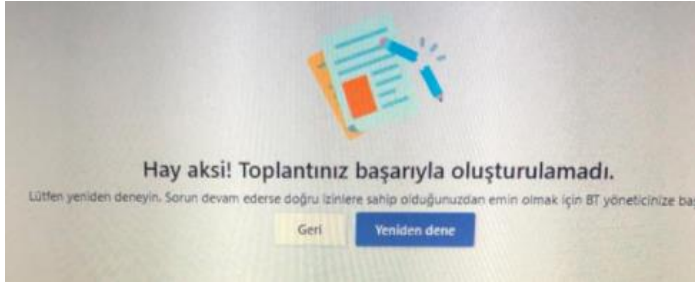 Hay aksi! Toplantınız başarıyla oluşturulamadı.
Lütfen yeniden deneyin. Sorun devam ederse doğru izinlere sahip olduğunuzdan emin olmak için BT yöneticinize
Geri
Yeniden dene